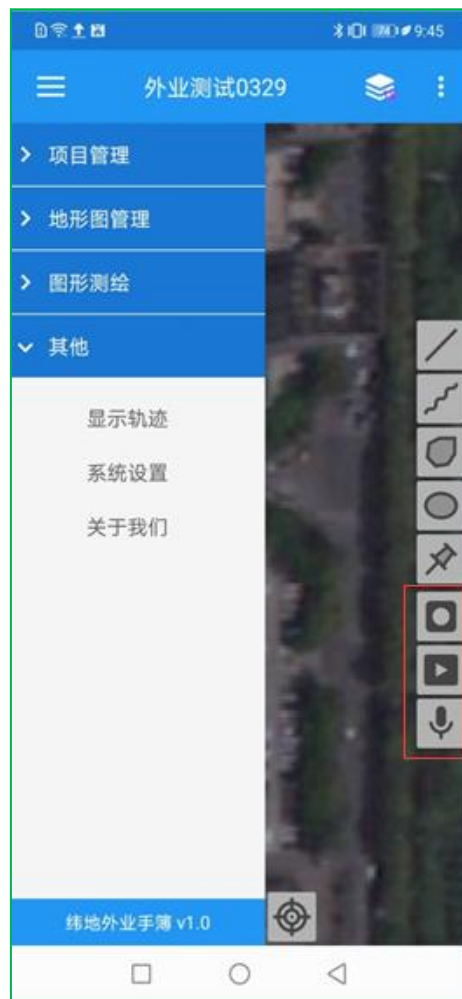 9:45
外业测试0329
项目管理
地形图管理
图形测绘
其他
显示轨迹
系统设置
关于我们
纬地外业手簿 v1.0